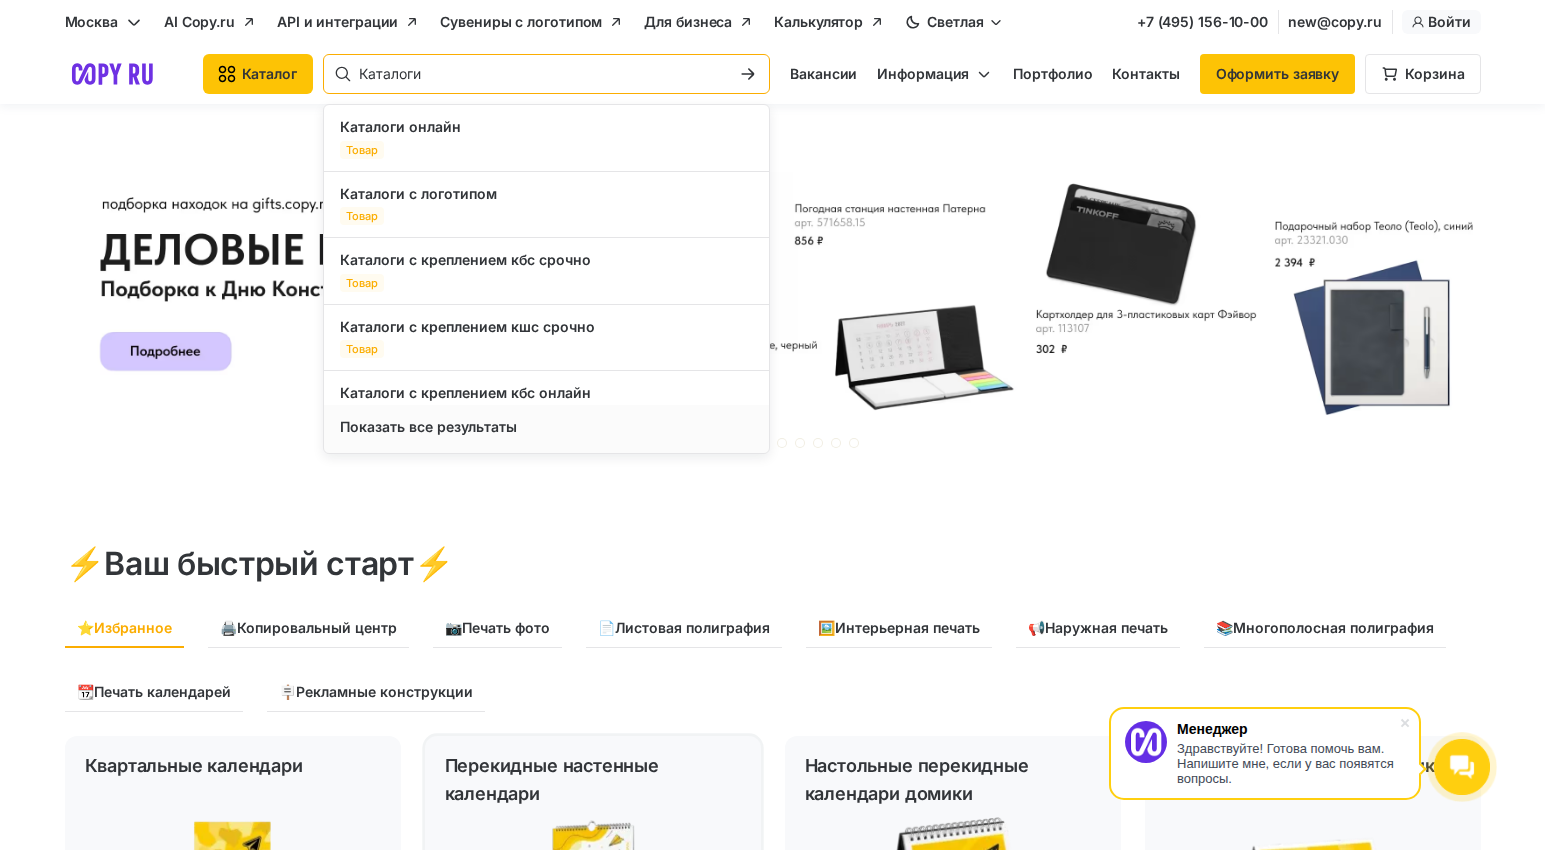 Москва AI Copy.ru API и интеграции Сувениры с логотипом Для бизнеса Калькулятор Светлая +7 (495) 156-10-00 new@copy.ru Войти
COPY RU Каталог Каталоги Вакансии Информация Портфолио Контакты Оформить заявку Корзина
Каталоги онлайн
Товар
Каталоги с логотипом
Товар
Каталоги с креплением кбс срочно
Товар
Каталоги с креплением кшс срочно
Товар
Каталоги с креплением кбс онлайн
Показать все результаты
подборка находок на gifts.copy.r
ДЕЛОВЫЕ
Подборка к Дню Конс
Подробнее
Погодная станция настенная Патерна
арт. 571658.15
856 ₽
е, черный
TINKOFF
Картхолдер для 3-пластиковых карт Фэйвор
арт. 113107
302 ₽
Подарочный набор Теоло (Teolo), синий
арт. 23321.030
2 394 ₽
⚡Ваш быстрый старт⚡
⭐Избранное 🖨️Копировальный центр 📷Печать фото 📄Листовая полиграфия 🖼️Интерьерная печать 📢Наружная печать 📚Многополосная полиграфия
📆Печать календарей 🪧Рекламные конструкции
Квартальные календари
Перекидные настенные
календари
Настольные перекидные
календари домики
Менеджер
Здравствуйте! Готова помочь вам.
Напишите мне, если у вас появятся
вопросы.